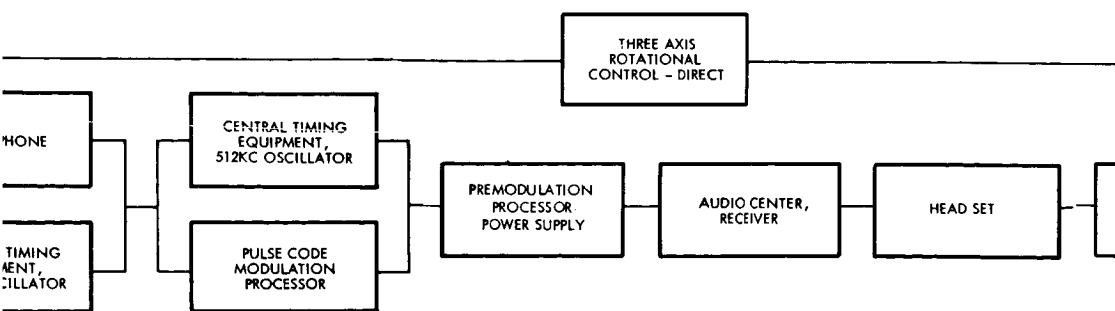 THREE AXIS
ROTATIONAL
CONTROL – DIRECT
PHONE
CENTRAL TIMING
EQUIPMENT,
512KC OSCILLATOR
PREMODULATION
PROCESSOR
POWER SUPPLY
AUDIO CENTER,
RECEIVER
HEAD SET
TIMING
MENT,
CILLATOR
PULSE CODE
MODULATION
PROCESSOR